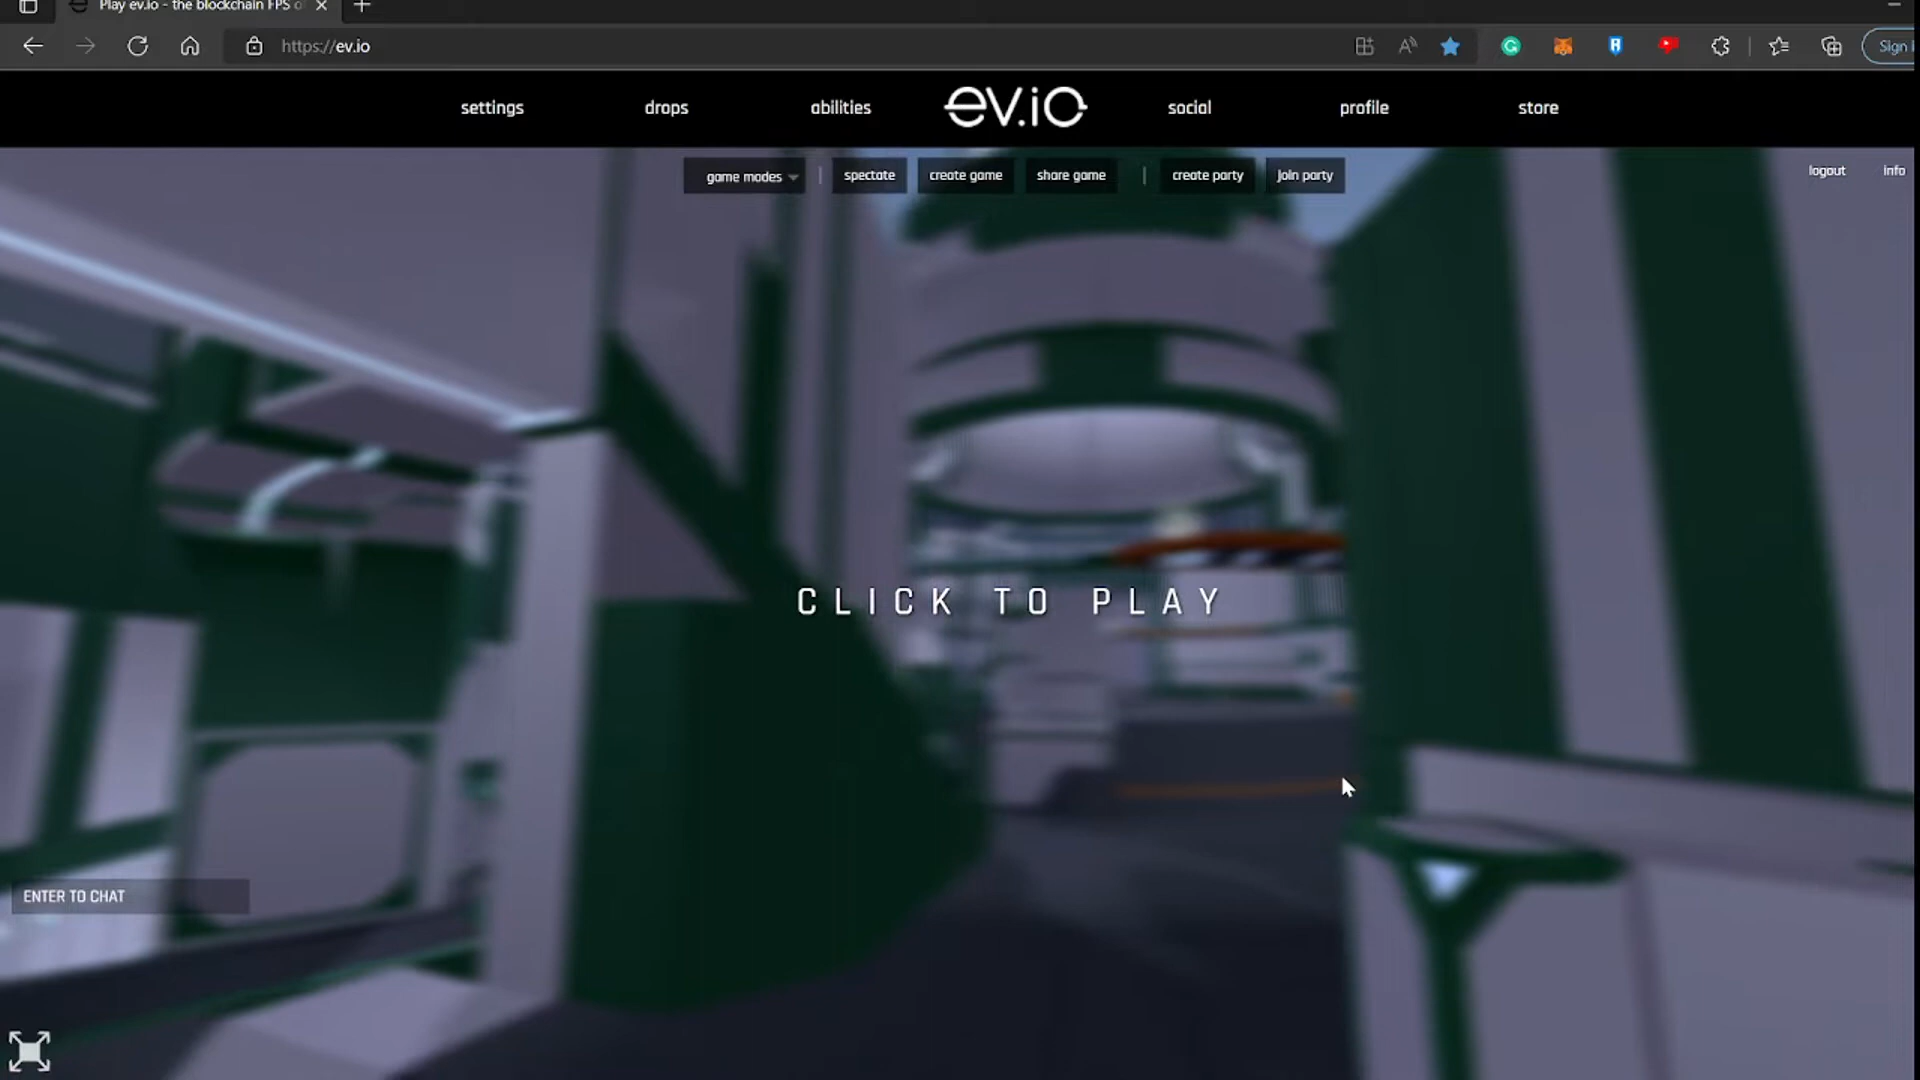 Play ev.io - the blockchain FPS o
https://ev.io
Sign i
settings
drops
abilities
ev.io
social
profile
store
game modes
spectate
create game
share game
create party
join party
logout
info
CLICK TO PLAY
ENTER TO CHAT